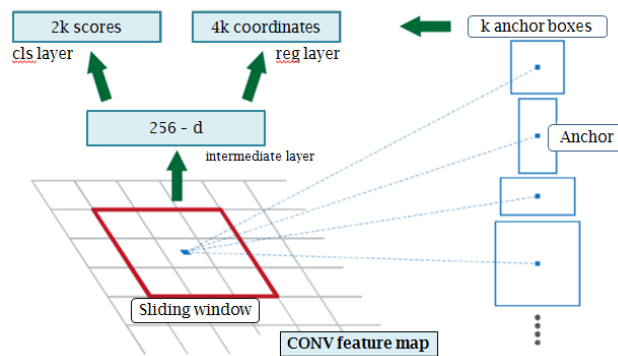 2k scores
4k coordinates
k anchor boxes
cls layer
reg layer
256 - d
Anchor
intermediate layer
Sliding window
CONV feature map